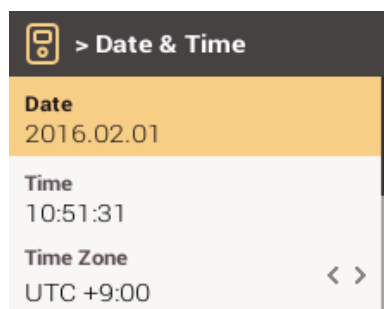 > Date & Time
Date
2016.02.01
Time
10:51:31
Time Zone
UTC +9:00
< >